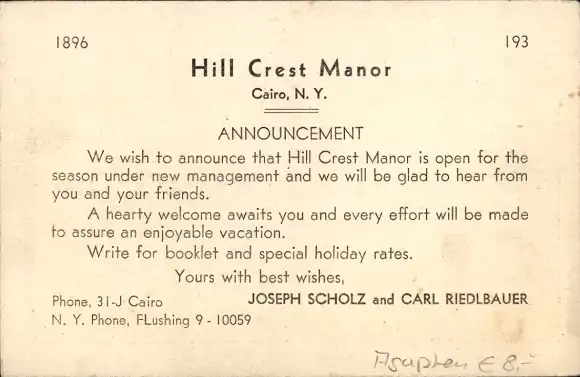 1896 193
Hill Crest Manor
Cairo, N. Y.
ANNOUNCEMENT
We wish to announce that Hill Crest Manor is open for the
season under new management and we will be glad to hear from
you and your friends.
A hearty welcome awaits you and every effort will be made
to assure an enjoyable vacation.
Write for booklet and special holiday rates.
Yours with best wishes,
Phone, 31-J Cairo JOSEPH SCHOLZ and CARL RIEDLBAUER
N. Y. Phone, FLushing 9 - 10059
€ 8,-